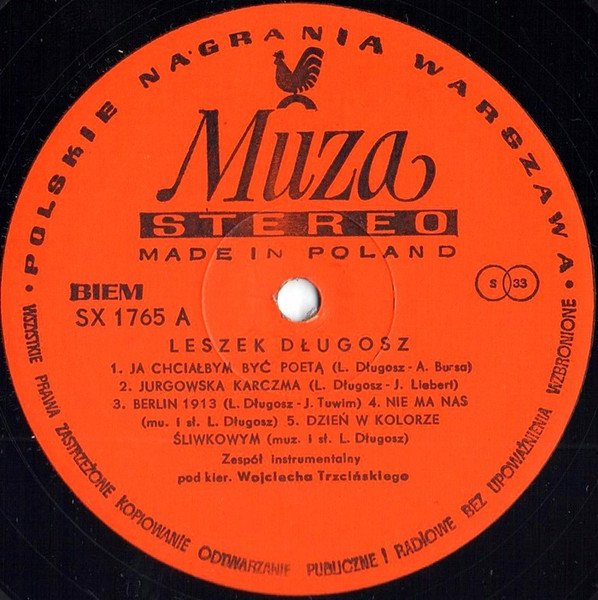 • POLSKIE NAGRANIA WARSZAWA •
Muza
STEREO
MADE IN POLAND
BIEM
SX 1765 A
S 33
LESZEK DŁUGOSZ
1. JA CHCIAŁBYM BYĆ POETĄ (L. Długosz - A. Bursa)
2. JURGOWSKA KARCZMA (L. Długosz - J. Liebert)
3. BERLIN 1913 (L. Długosz - J. Tuwim) 4. NIE MA NAS
(mu. i sł. L. Długosz) 5. DZIEŃ W KOLORZE
ŚLIWKOWYM (muz. i sł. L. Długosz)
Zespół instrumentalny
pod kier. Wojciecha Trzcińskiego
WSZYSTKIE PRAWA ZASTRZEŻONE KOPIOWANIE ODTWARZANIE PUBLICZNE I RADIOWE BEZ UPOWAŻNIENIA WZBRONIONE